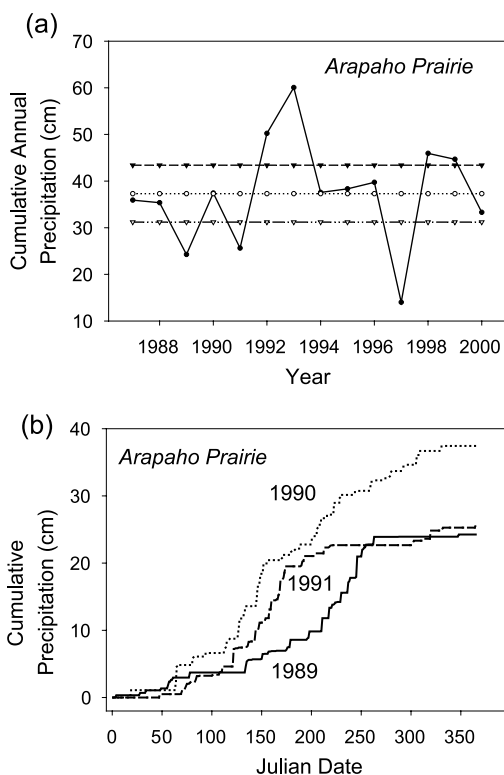 (a)
Arapaho Prairie
Cumulative Annual
Precipitation (cm)
70
60
50
40
30
20
10
1988 1990 1992 1994 1996 1998 2000
Year
(b)
Arapaho Prairie
Cumulative
Precipitation (cm)
40
30
20
10
0
1990
1991
1989
0 50 100 150 200 250 300 350
Julian Date